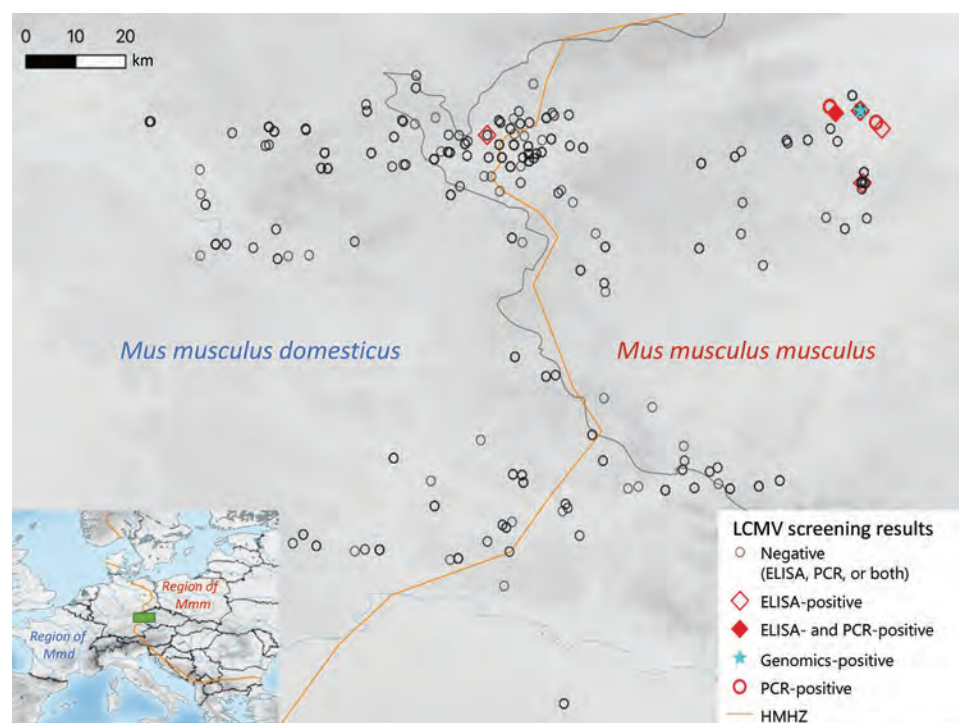 0 10 20
km
Mus musculus domesticus
Mus musculus musculus
Region of
Mmm
Region of
Mmd
LCMV screening results
Negative
(ELISA, PCR, or both)
ELISA-positive
ELISA- and PCR-positive
Genomics-positive
PCR-positive
HMHZ